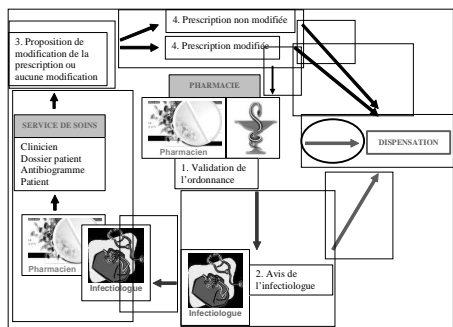 4. Prescription non modifiée
3. Proposition de
modification de la
prescription ou
aucune modification
4. Prescription modifiée
PHARMACIE
SERVICE DE SOINS
Clinicien
Dossier patient
Antibiogramme
Patient
Pharmacien
DISPENSATION
1. Validation de
l'ordonnance
Pharmacien
Infectiologue
2. Avis de
l'infectiologue
Infectiologue